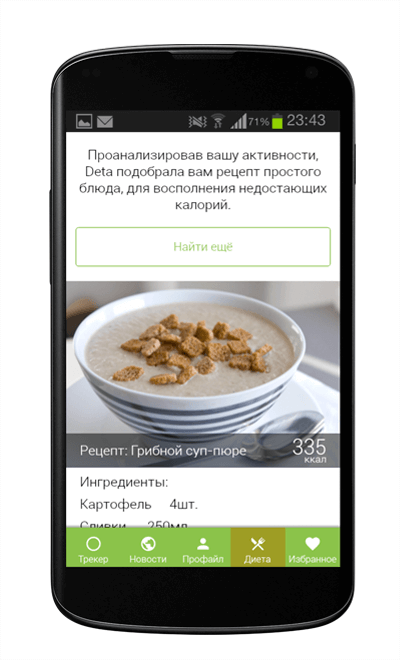 71% 23:43
Проанализировав вашу активности,
Deta подобрала вам рецепт простого
блюда, для восполнения недостающих
калорий.
Найти ещё
Рецепт: Грибной суп-пюре 335
ккал
Ингредиенты:
Картофель 4шт.
Сливки 250мл
Трекер Новости Профайл Диета Избранное